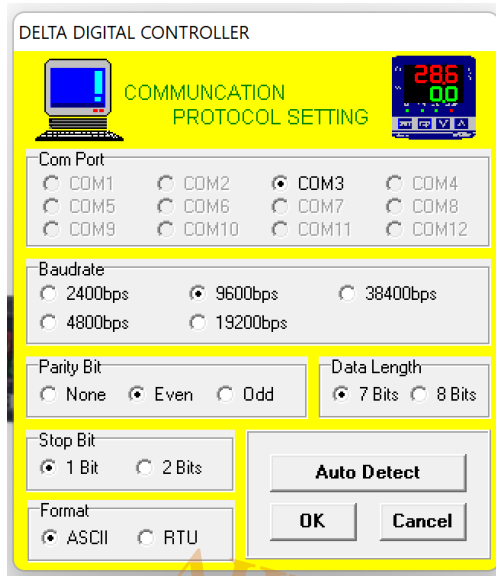 DELTA DIGITAL CONTROLLER
COMMUNCATION
PROTOCOL SETTING
28.6
0.0
Com Port
COM1 COM2 COM3 COM4
COM5 COM6 COM7 COM8
COM9 COM10 COM11 COM12
Baudrate
2400bps 9600bps 38400bps
4800bps 19200bps
Parity Bit
None Even Odd
Data Length
7 Bits 8 Bits
Stop Bit
1 Bit 2 Bits
Auto Detect
Format
ASCII RTU
OK Cancel